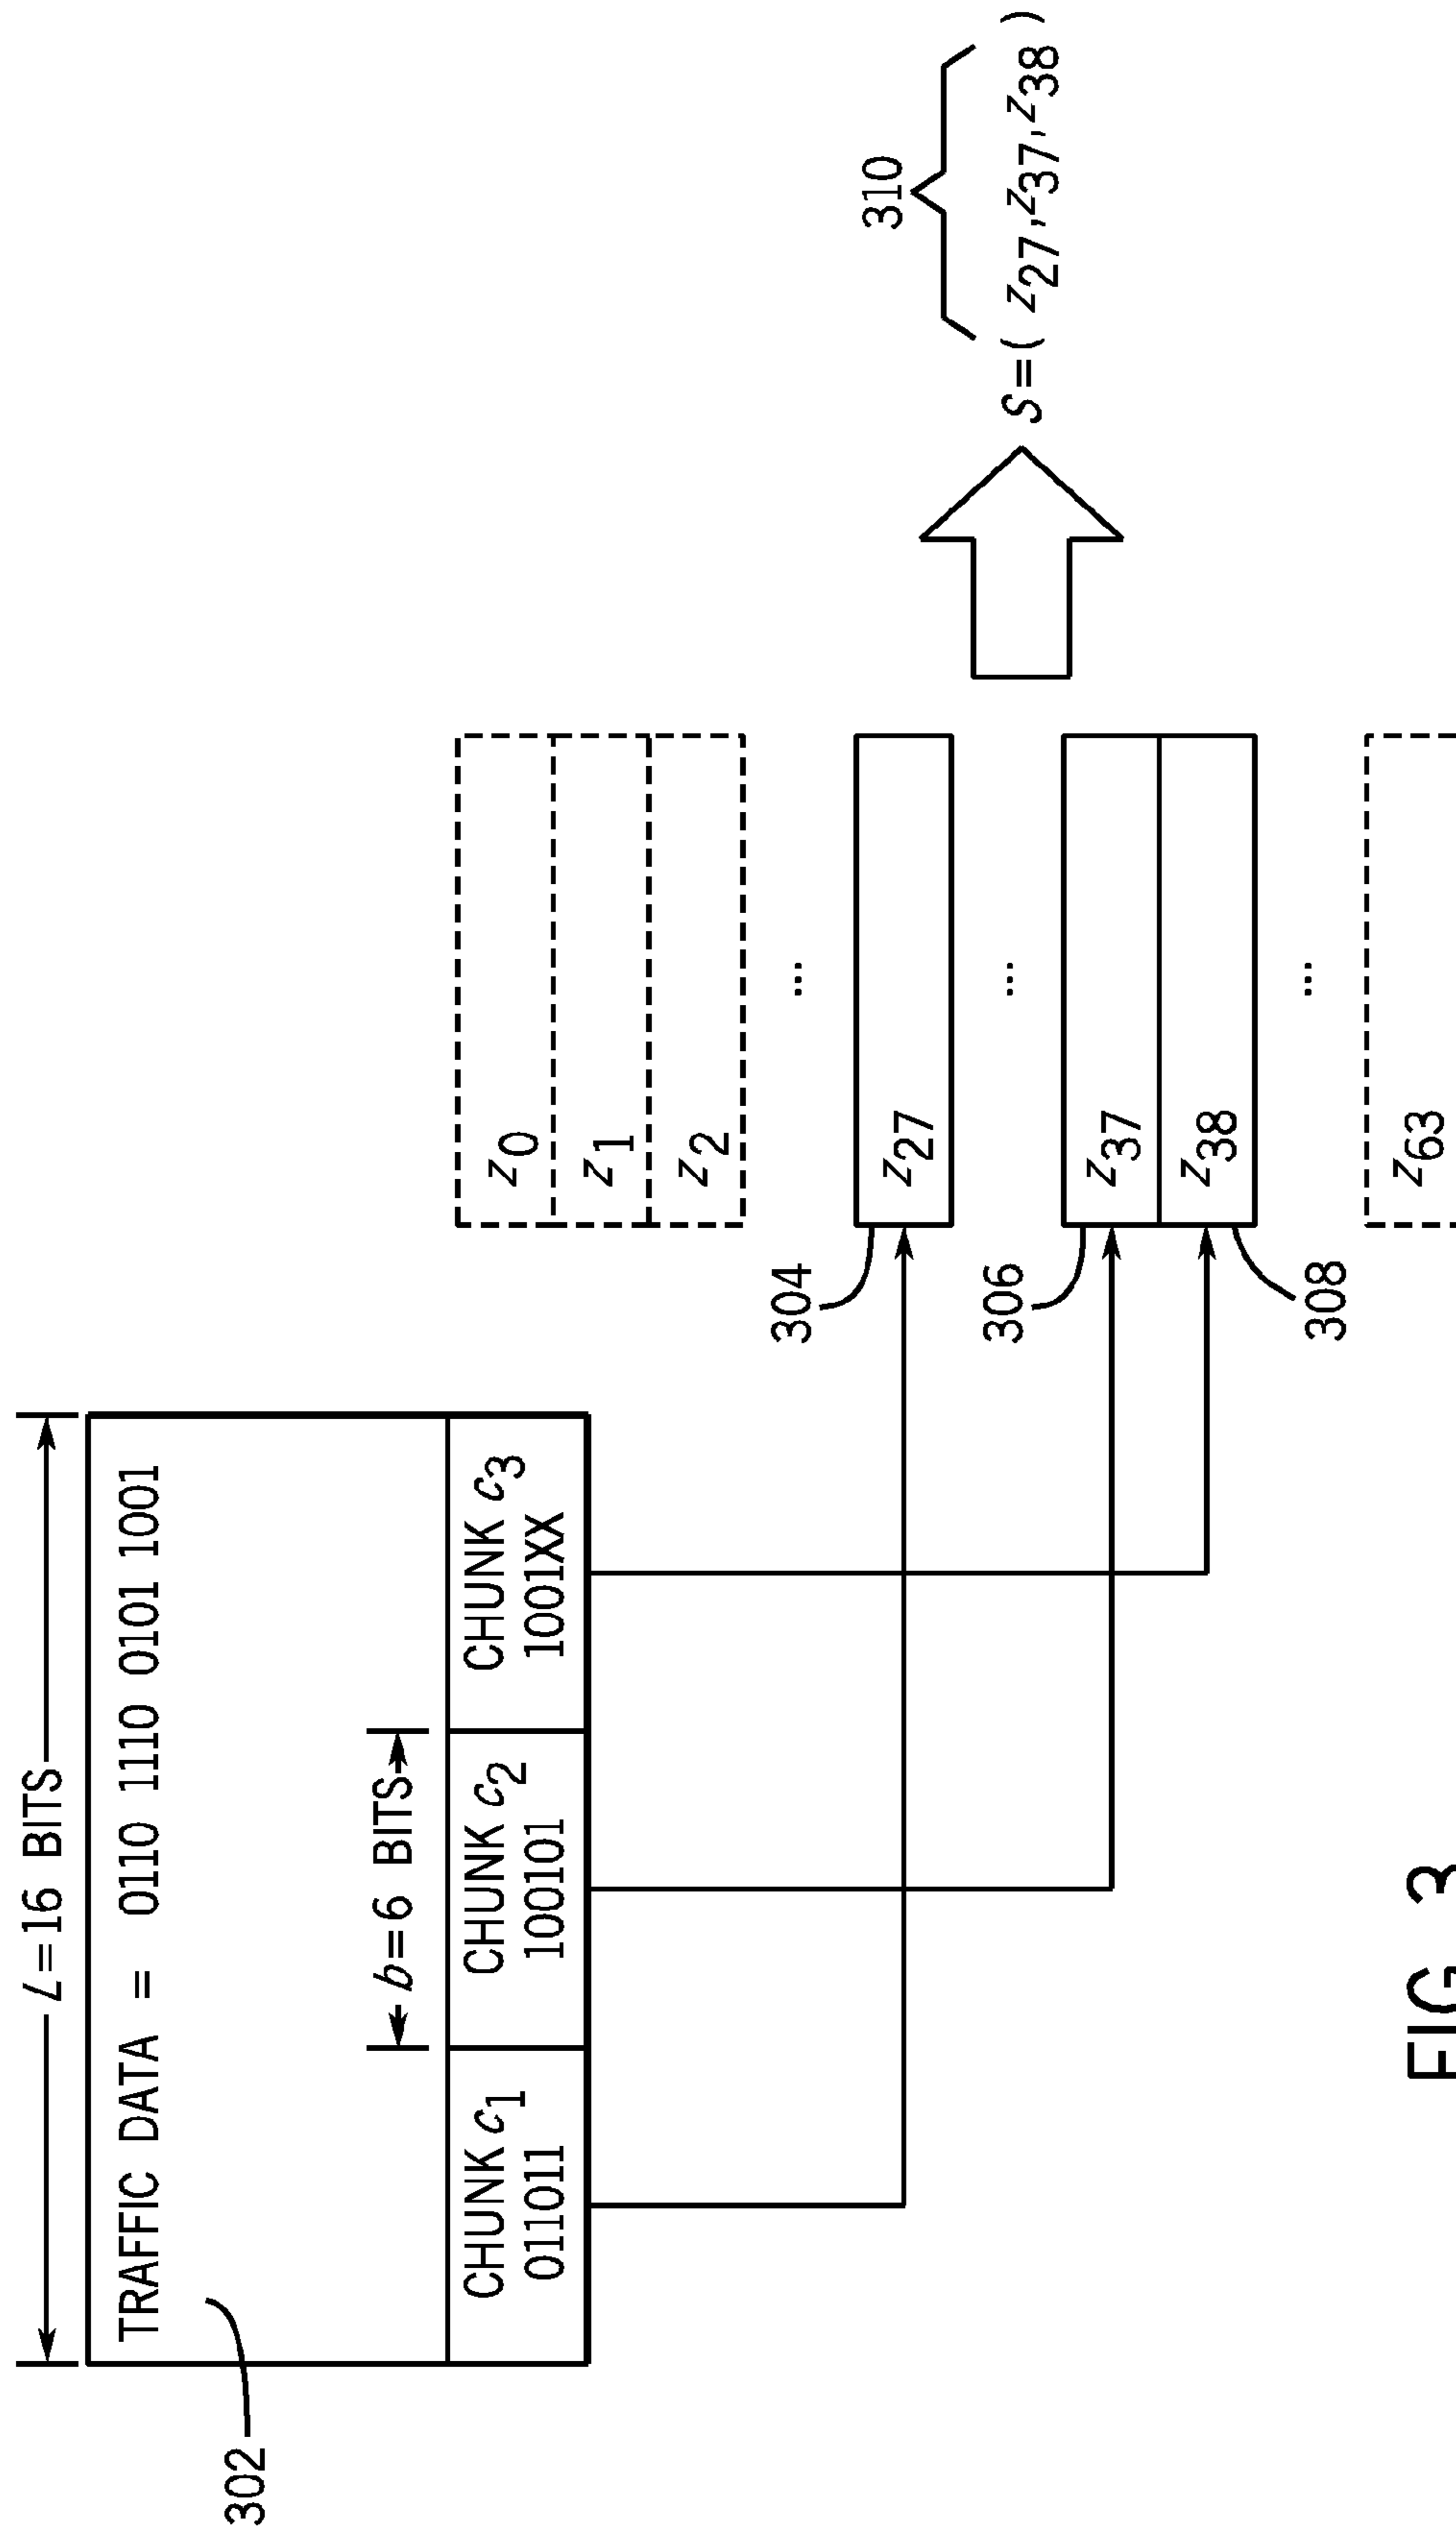 L=16 BITS
302
TRAFFIC DATA = 0110 1110 0101 1001
b=6 BITS
CHUNK c1
011011
CHUNK c2
100101
CHUNK c3
1001XX
z0
z1
z2
...
304
z27
...
306
z37
z38
308
...
z63
310
S=( z27,z37,z38 )
FIG. 3